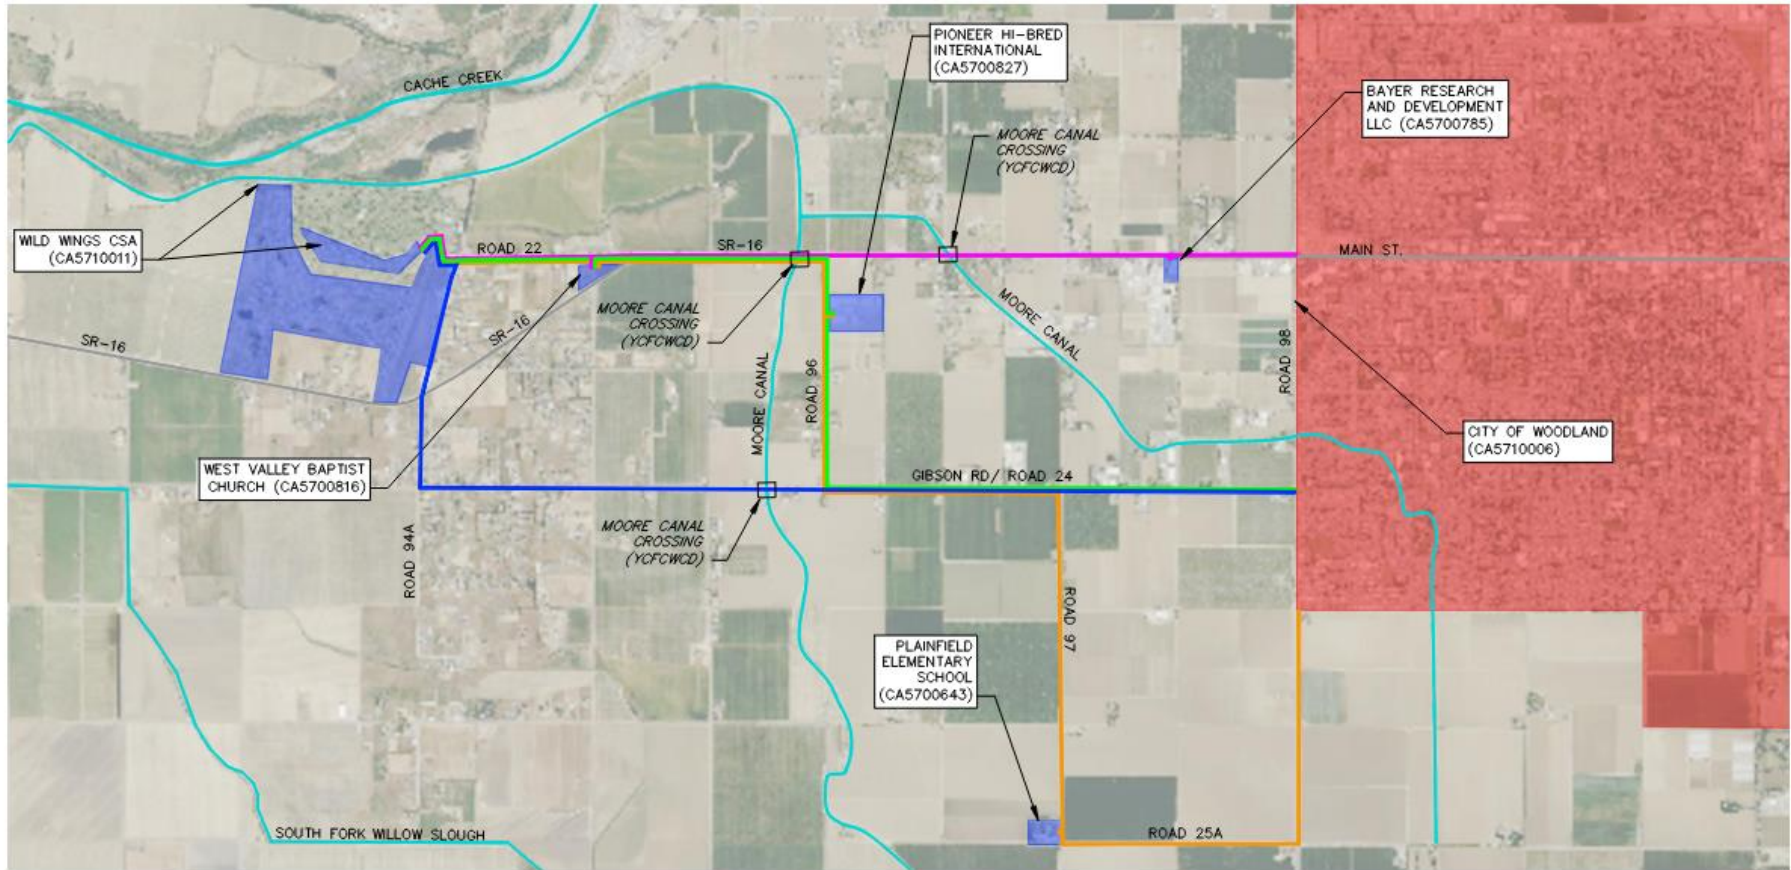 PIONEER HI-BRED
INTERNATIONAL
(CA5700827)
CACHE CREEK
BAYER RESEARCH
AND DEVELOPMENT
LLC (CA5700785)
MOORE CANAL
CROSSING
(YCFCWCD)
WILD WINGS CSA
(CA5710011)
ROAD 22
SR-16
MAIN ST.
MOORE CANAL
CROSSING
(YCFCWCD)
SR-16
SR-16
MOORE CANAL
ROAD 98
MOORE CANAL
ROAD 96
CITY OF WOODLAND
(CA5710006)
WEST VALLEY BAPTIST
CHURCH (CA5700816)
GIBSON RD/ ROAD 24
MOORE CANAL
CROSSING
(YCFCWCD)
ROAD 94A
ROAD 97
PLAINFIELD
ELEMENTARY
SCHOOL
(CA5700643)
SOUTH FORK WILLOW SLOUGH
ROAD 25A